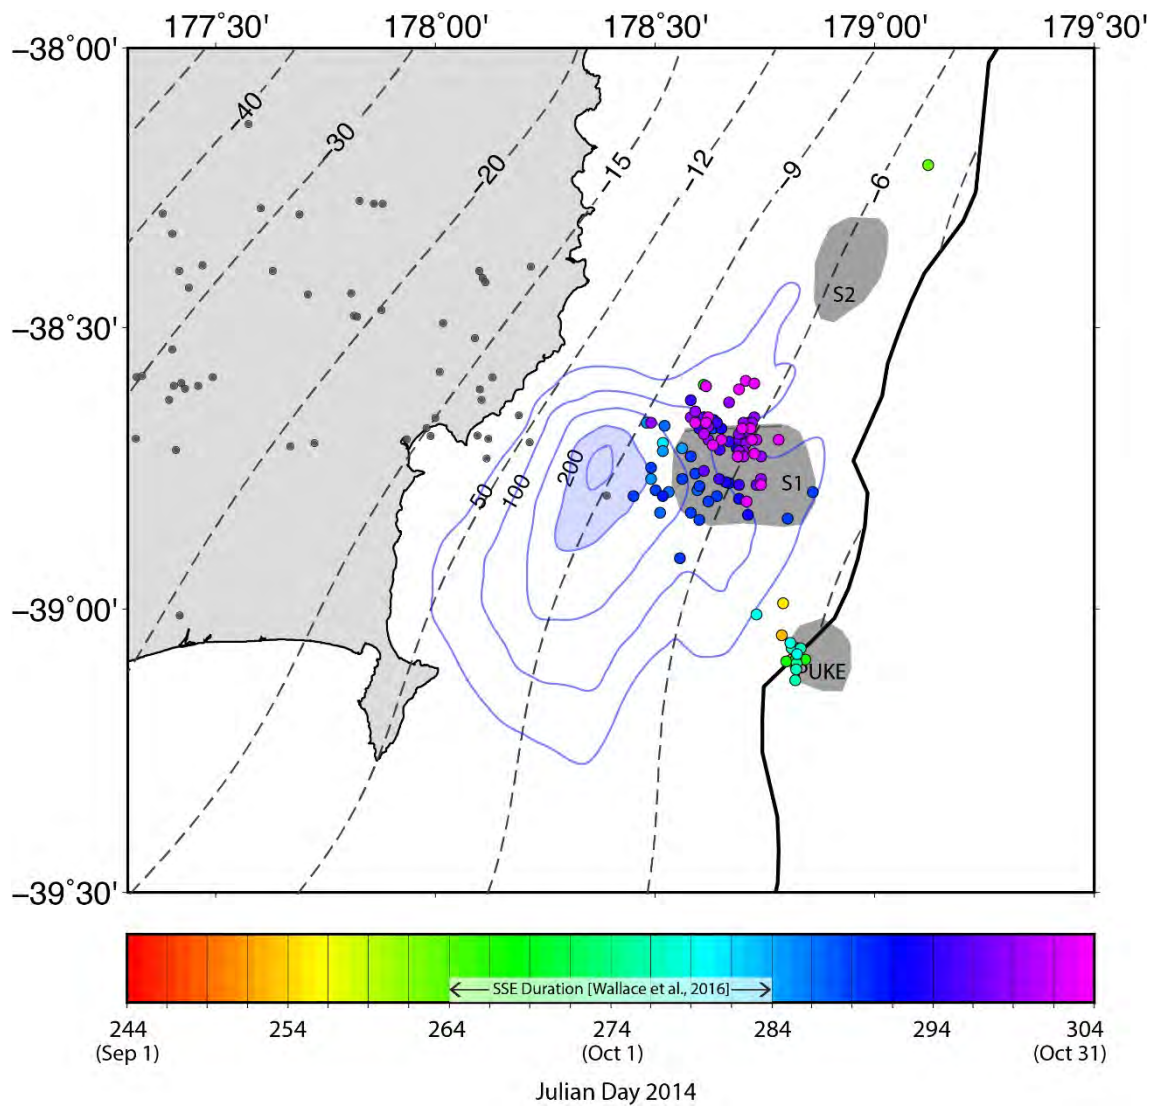 177˚30' 178˚00' 178˚30' 179˚00' 179˚30'
−38˚00'
−38˚30'
−39˚00'
−39˚30'
−40
−30
−20
−15
−12
−9
−6
S2
200
100
50
S1
PUKE
SSE Duration [Wallace et al., 2016]
244 254 264 274 284 294 304
(Sep 1) (Oct 1) (Oct 31)
Julian Day 2014